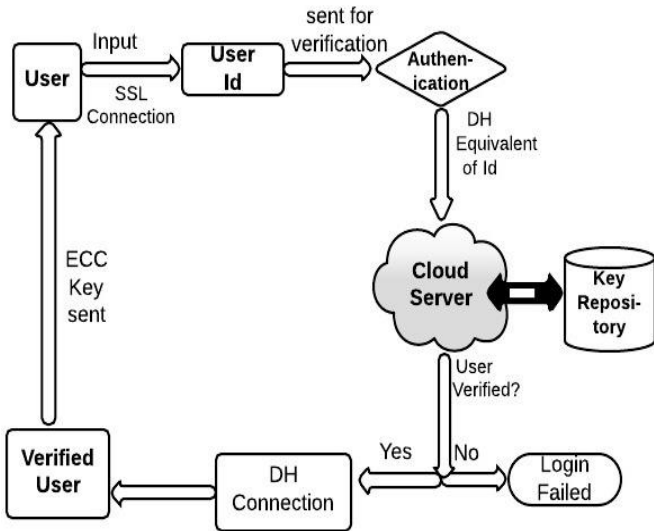 Input
sent for
verification
User
SSL
Connection
User
Id
Authen-
ication
DH
Equivalent
of Id
ECC
Key
sent
Cloud
Server
Key
Reposi-
tory
User
Verified?
Verified
User
DH
Connection
Yes
No
Login
Failed